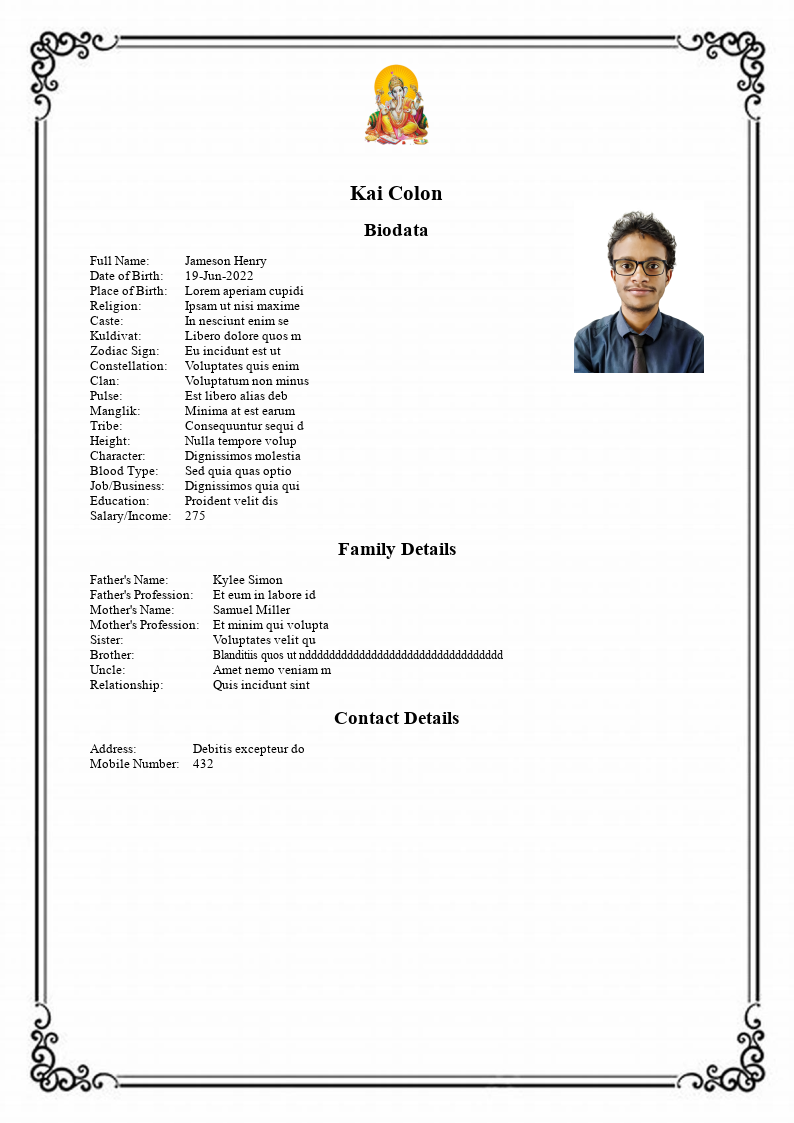 Kai Colon
Biodata
Full Name: Jameson Henry
Date of Birth: 19-Jun-2022
Place of Birth: Lorem aperiam cupidi
Religion: Ipsam ut nisi maxime
Caste: In nesciunt enim se
Kuldivat: Libero dolore quos m
Zodiac Sign: Eu incidunt est ut
Constellation: Voluptates quis enim
Clan: Voluptatum non minus
Pulse: Est libero alias deb
Manglik: Minima at est earum
Tribe: Consequuntur sequi d
Height: Nulla tempore volup
Character: Dignissimos molestia
Blood Type: Sed quia quas optio
Job/Business: Dignissimos quia qui
Education: Proident velit dis
Salary/Income: 275
Family Details
Father's Name: Kylee Simon
Father's Profession: Et eum in labore id
Mother's Name: Samuel Miller
Mother's Profession: Et minim qui volupta
Sister: Voluptates velit qu
Brother: Blanditiis quos ut nddddddddddddddddddddddddddddddddd
Uncle: Amet nemo veniam m
Relationship: Quis incidunt sint
Contact Details
Address: Debitis excepteur do
Mobile Number: 432